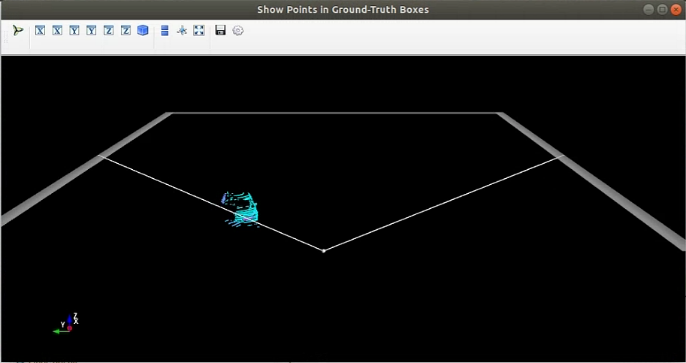 Show Points in Ground-Truth Boxes
X X Y Y Z Z
Z
Y X